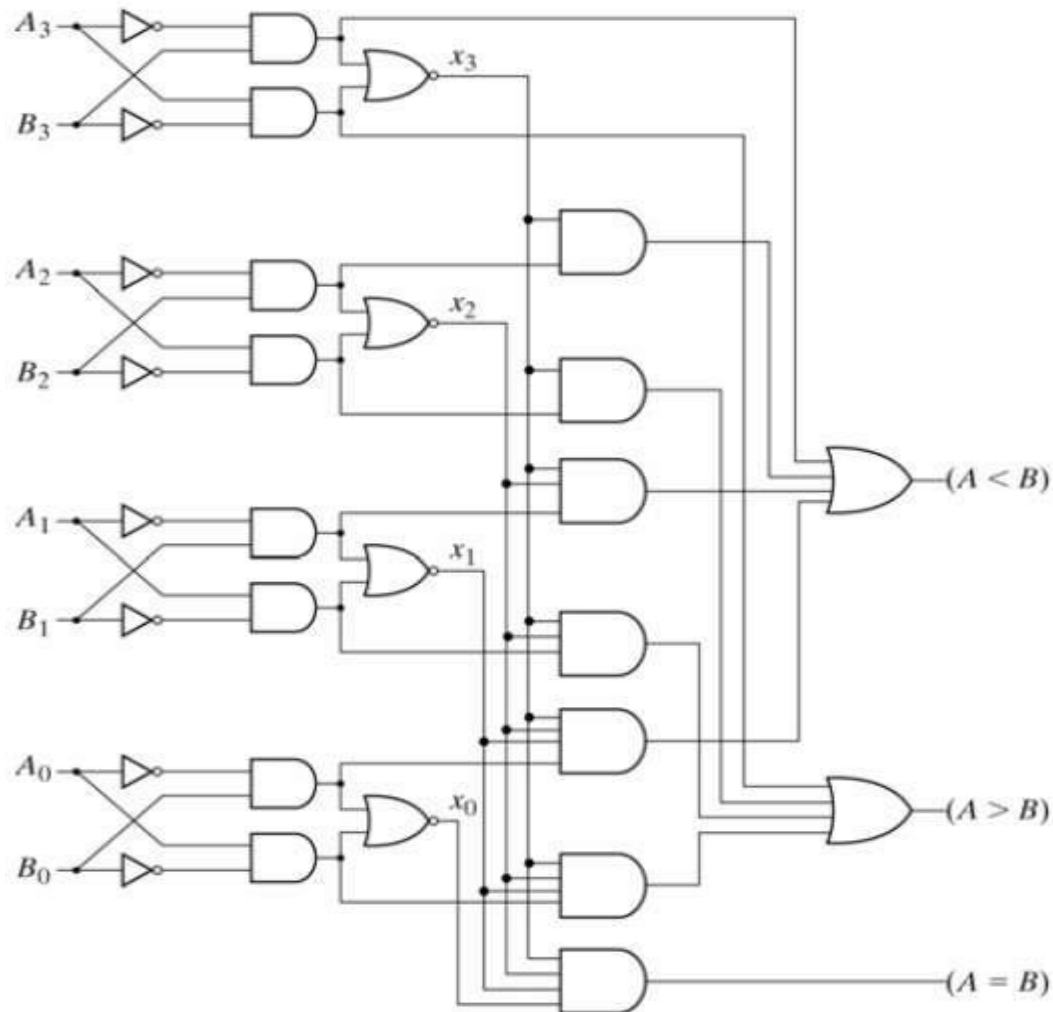 A₃
x₃
B₃
A₂
x₂
B₂
(A < B)
A₁
x₁
B₁
A₀
x₀
(A > B)
B₀
(A = B)